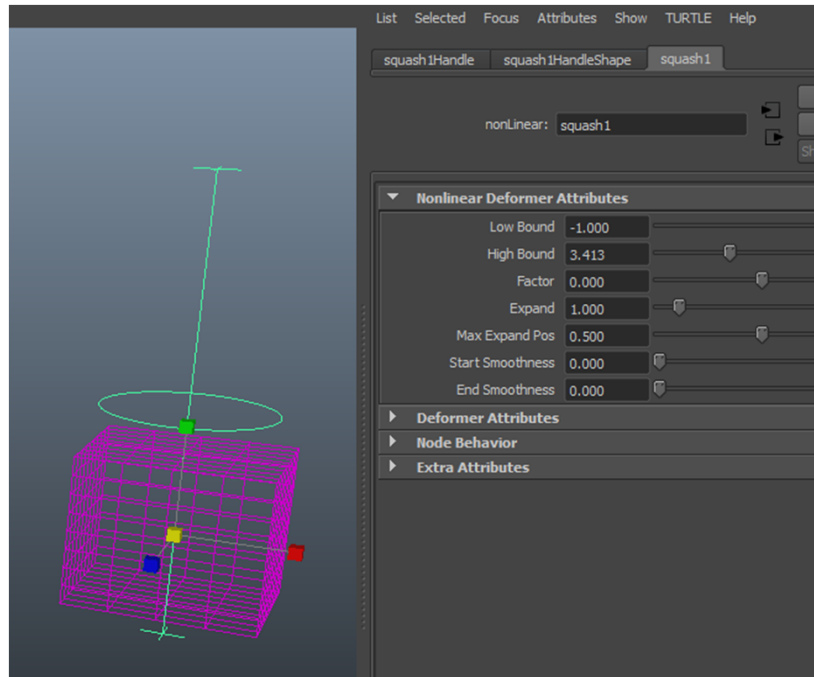 List Selected Focus Attributes Show TURTLE Help
squash1Handle squash1HandleShape squash1
nonLinear: squash1
Sh
Nonlinear Deformer Attributes
Low Bound -1.000
High Bound 3.413
Factor 0.000
Expand 1.000
Max Expand Pos 0.500
Start Smoothness 0.000
End Smoothness 0.000
Deformer Attributes
Node Behavior
Extra Attributes